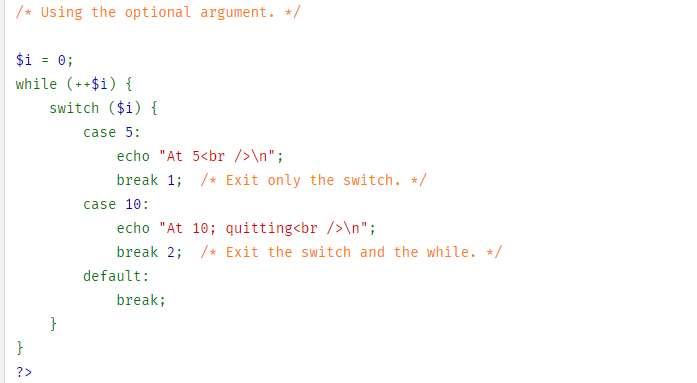 /* Using the optional argument. */
$i = 0;
while (++$i) {
    switch ($i) {
        case 5:
            echo "At 5<br />\n";
            break 1;  /* Exit only the switch. */
        case 10:
            echo "At 10; quitting<br />\n";
            break 2;  /* Exit the switch and the while. */
        default:
            break;
    }
}
?>